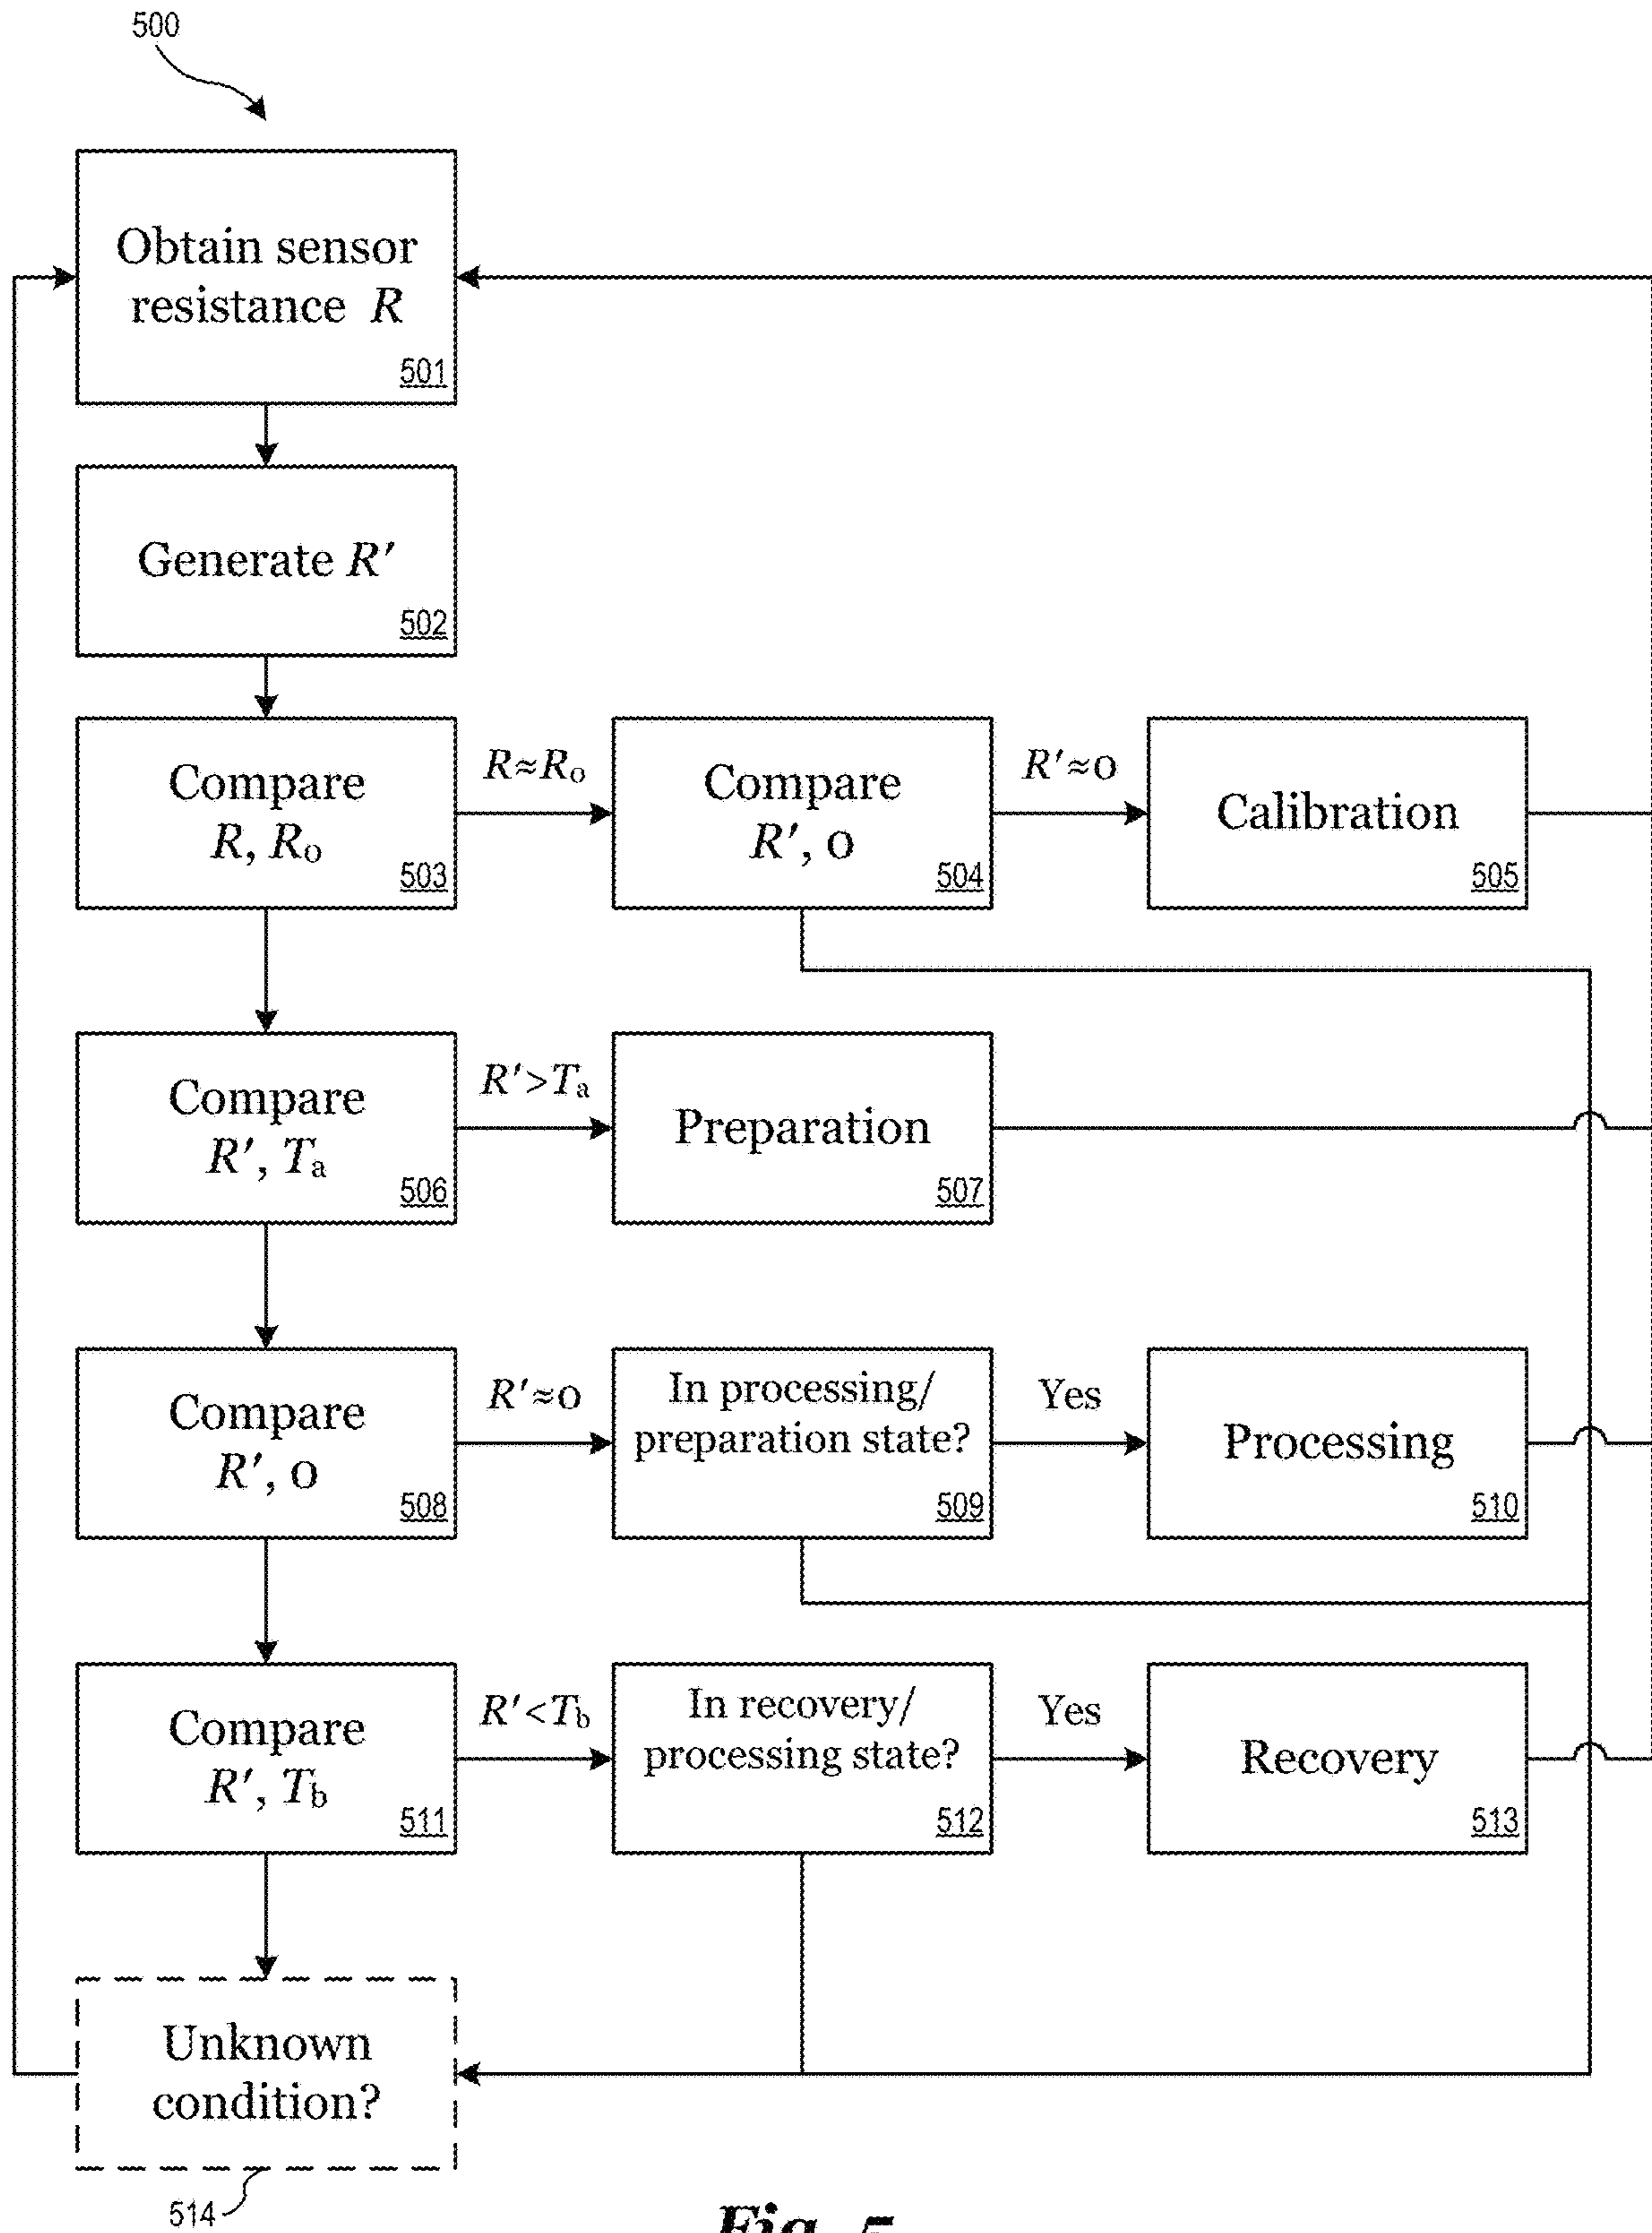 500
Obtain sensor
resistance R
501
Generate R'
502
Compare
R, R₀
503
R≈R₀
Compare
R', 0
504
R'≈0
Calibration
505
Compare
R', Tₐ
506
R'>Tₐ
Preparation
507
Compare
R', 0
508
R'≈0
In processing/
preparation state?
509
Yes
Processing
510
Compare
R', T_b
511
R'<T_b
In recovery/
processing state?
512
Yes
Recovery
513
Unknown
condition?
514
Fig. 5